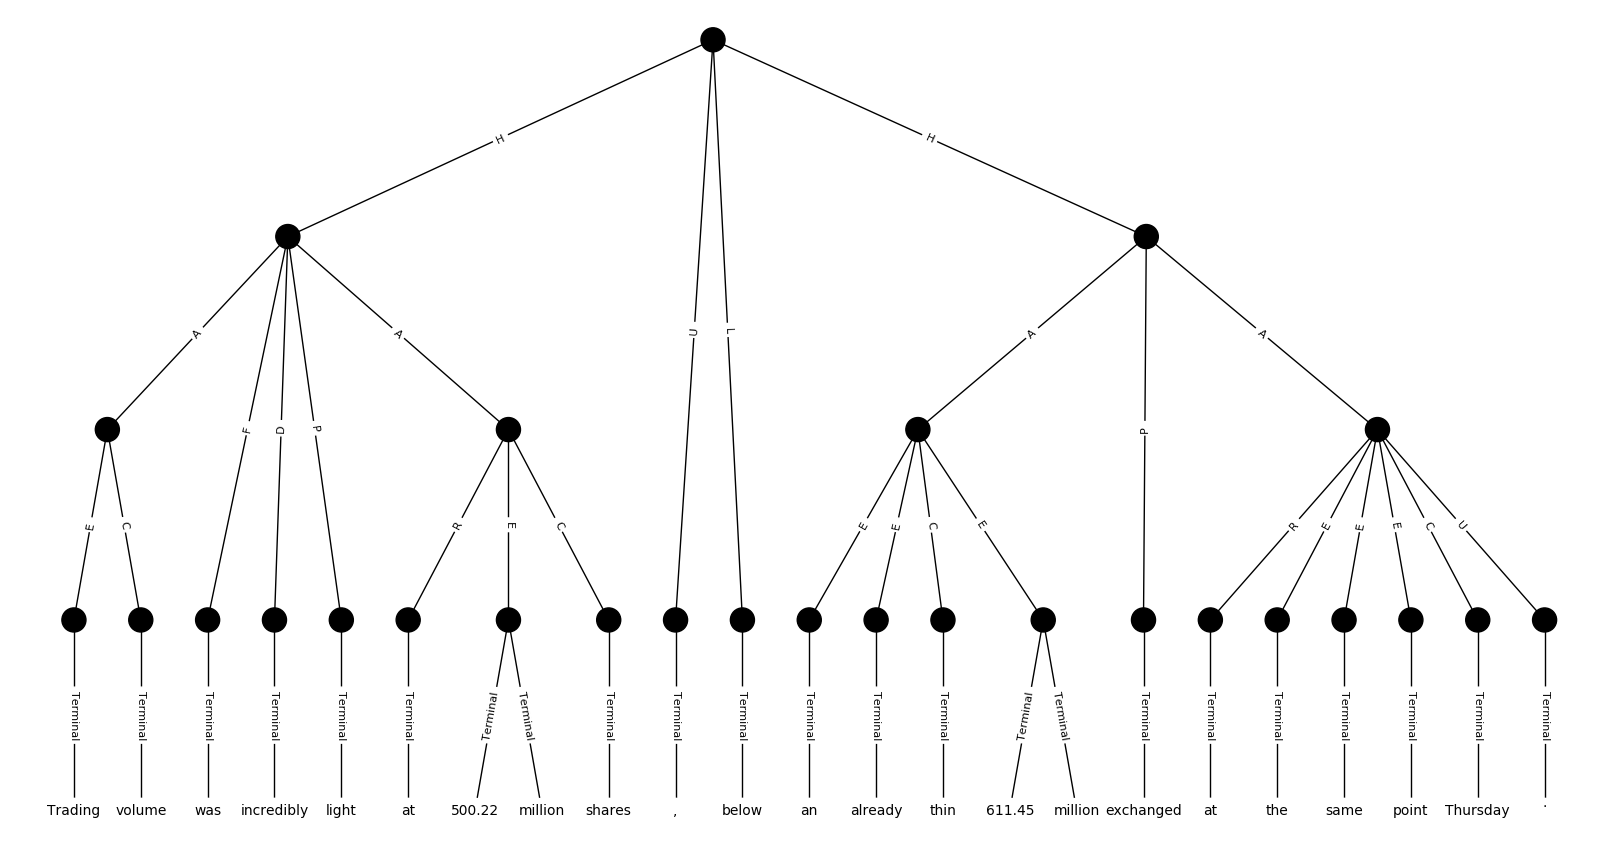 H H
U L
A A A A
F D P P
E C R E C E E C E R E E E C U
Terminal Terminal Terminal Terminal Terminal Terminal Terminal Terminal Terminal Terminal Terminal Terminal Terminal Terminal Terminal Terminal Terminal Terminal Terminal Terminal Terminal Terminal Terminal
Trading volume was incredibly light at 500.22 million shares , below an already thin 611.45 million exchanged at the same point Thursday .